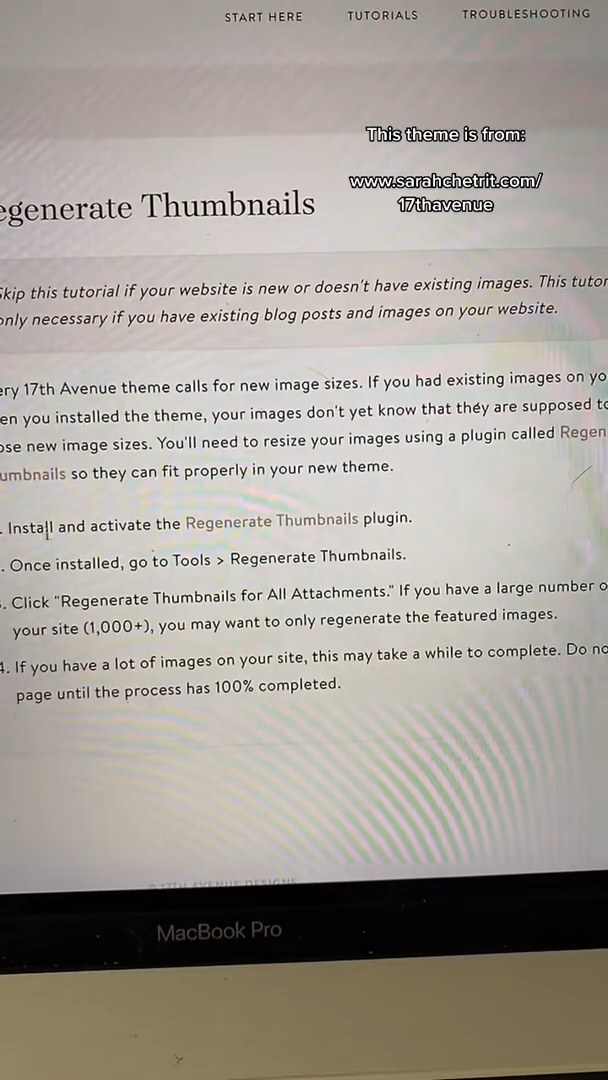 START HERE TUTORIALS TROUBLESHOOTING
This theme is from:
www.sarahchetrit.com/
17thavenue
egenerate Thumbnails
Skip this tutorial if your website is new or doesn't have existing images. This tutor
only necessary if you have existing blog posts and images on your website.
ery 17th Avenue theme calls for new image sizes. If you had existing images on yo
en you installed the theme, your images don't yet know that they are supposed to
ose new image sizes. You'll need to resize your images using a plugin called Regen
umbnails so they can fit properly in your new theme.
. Install and activate the Regenerate Thumbnails plugin.
. Once installed, go to Tools > Regenerate Thumbnails.
. Click "Regenerate Thumbnails for All Attachments." If you have a large number o
your site (1,000+), you may want to only regenerate the featured images.
4. If you have a lot of images on your site, this may take a while to complete. Do no
page until the process has 100% completed.
MacBook Pro